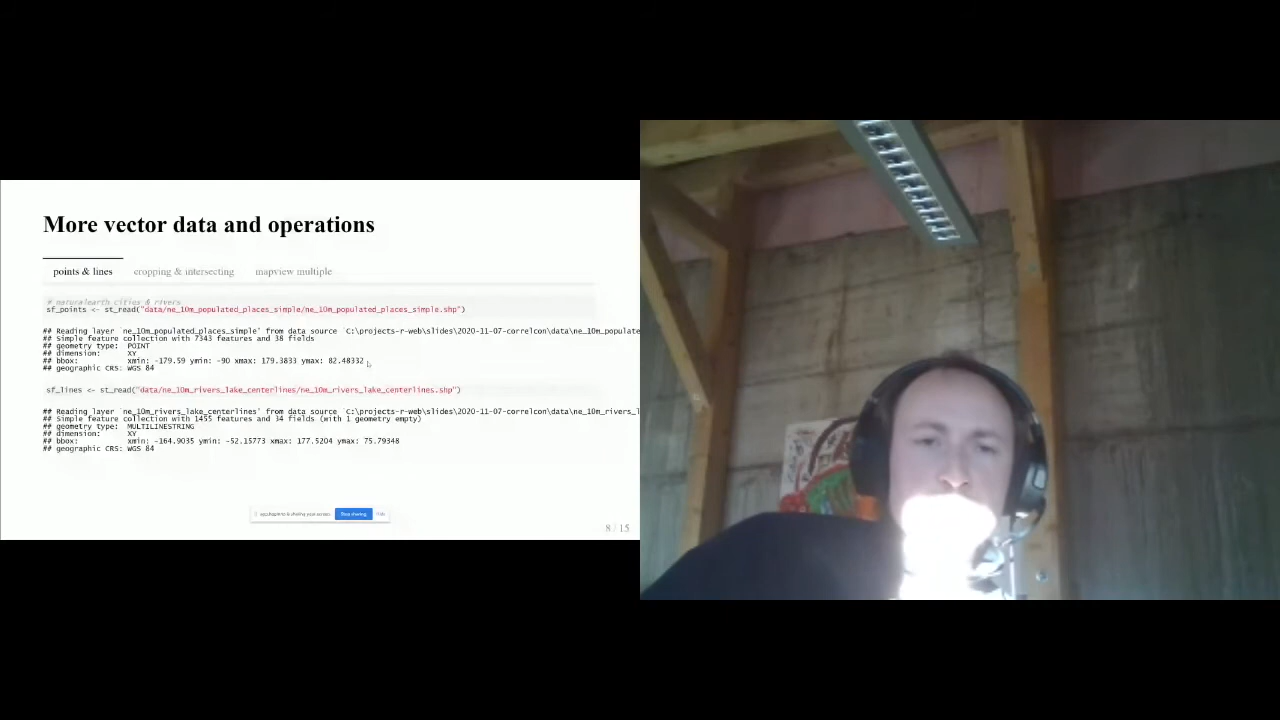 More vector data and operations
points & lines
cropping & intersecting
mapview multiple
# naturalearth cities & rivers
sf_points <- st_read("data/ne_10m_populated_places_simple/ne_10m_populated_places_simple.shp")
## Reading layer `ne_10m_populated_places_simple' from data source `C:\projects-r-web\slides\2020-11-07-correlcon\data\ne_10m_populate
## Simple feature collection with 7343 features and 38 fields
## geometry type:  POINT
## dimension:      XY
## bbox:           xmin: -179.59 ymin: -90 xmax: 179.3833 ymax: 82.48332
## geographic CRS: WGS 84
sf_lines <- st_read("data/ne_10m_rivers_lake_centerlines/ne_10m_rivers_lake_centerlines.shp")
## Reading layer `ne_10m_rivers_lake_centerlines' from data source `C:\projects-r-web\slides\2020-11-07-correlcon\data\ne_10m_rivers_l
## Simple feature collection with 1455 features and 34 fields (with 1 geometry empty)
## geometry type:  MULTILINESTRING
## dimension:      XY
## bbox:           xmin: -164.9035 ymin: -52.15773 xmax: 177.5204 ymax: 75.79348
## geographic CRS: WGS 84
is sharing your screen.
Stop sharing
Hide
8 / 15